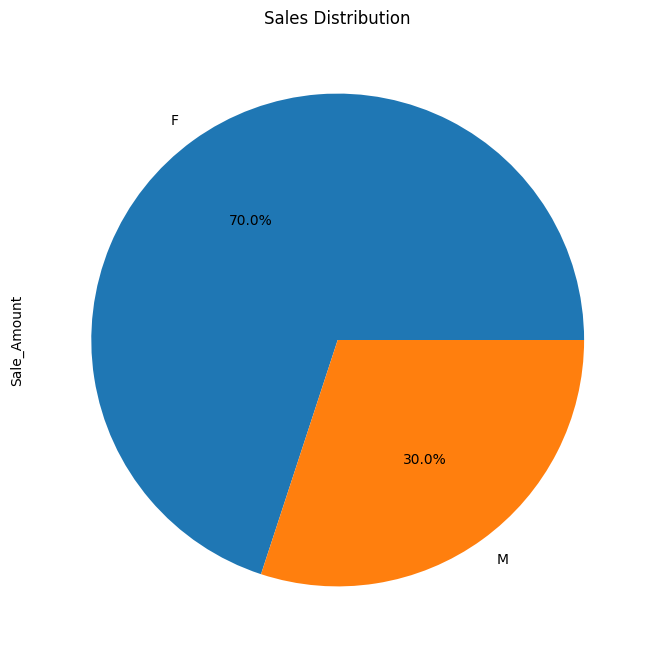 Sales Distribution
F
70.0%
Sale_Amount
30.0%
M